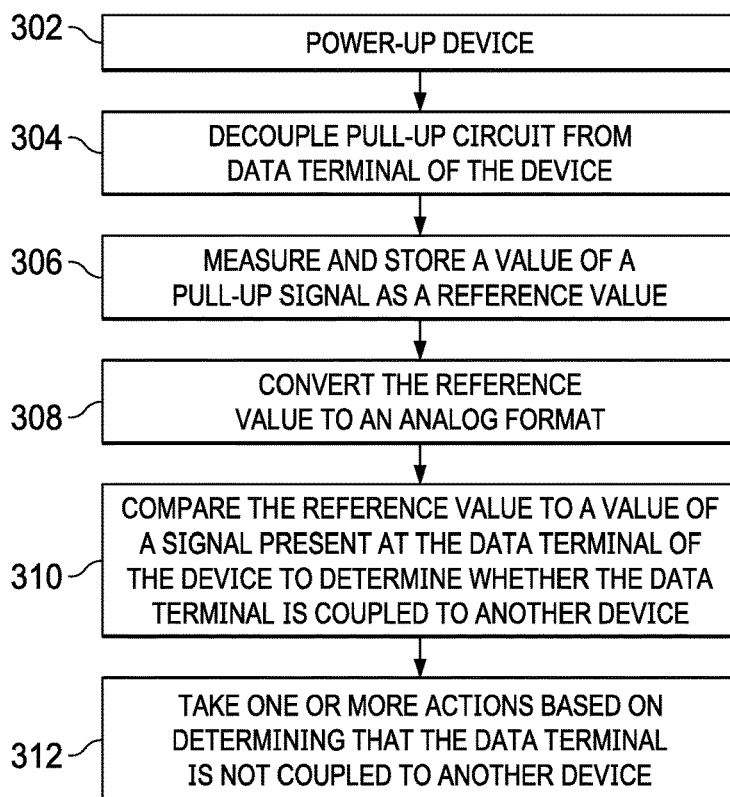 302
POWER-UP DEVICE
304
DECOUPLE PULL-UP CIRCUIT FROM
DATA TERMINAL OF THE DEVICE
306
MEASURE AND STORE A VALUE OF A
PULL-UP SIGNAL AS A REFERENCE VALUE
308
CONVERT THE REFERENCE
VALUE TO AN ANALOG FORMAT
310
COMPARE THE REFERENCE VALUE TO A VALUE OF
A SIGNAL PRESENT AT THE DATA TERMINAL OF
THE DEVICE TO DETERMINE WHETHER THE DATA
TERMINAL IS COUPLED TO ANOTHER DEVICE
312
TAKE ONE OR MORE ACTIONS BASED ON
DETERMINING THAT THE DATA TERMINAL
IS NOT COUPLED TO ANOTHER DEVICE